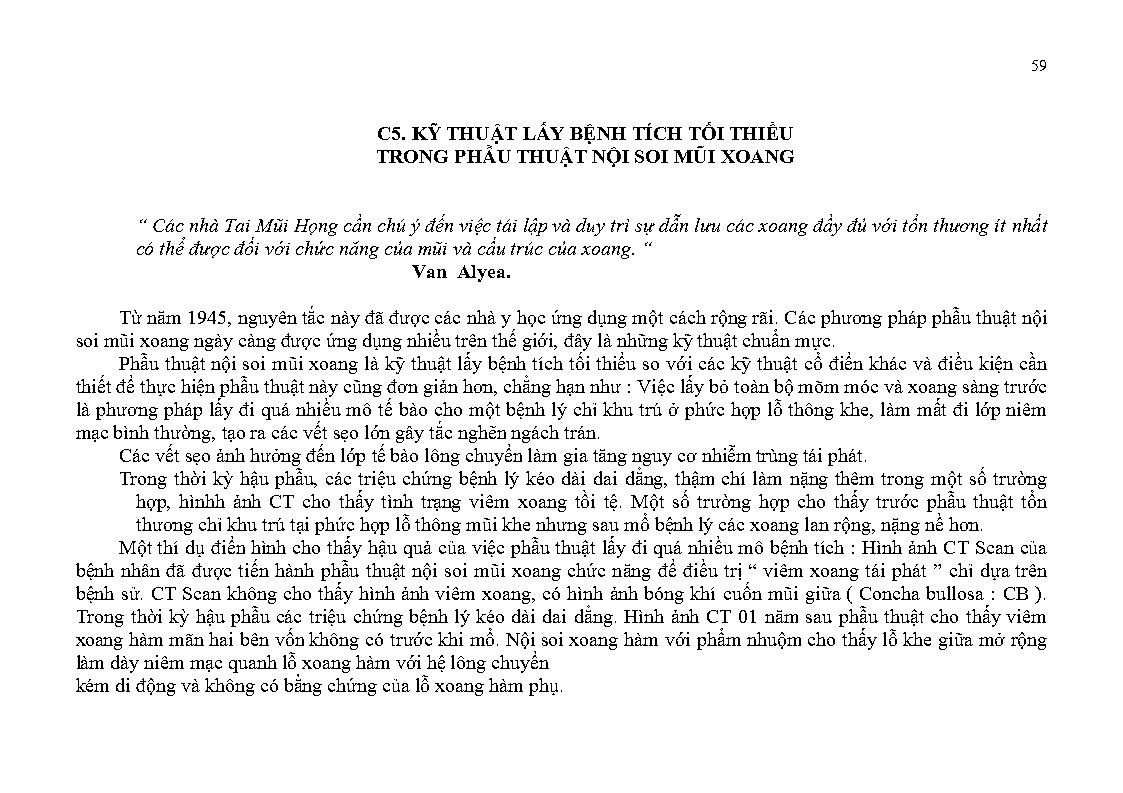 59
C5. KỸ THUẬT LẤY BỆNH TÍCH TỐI THIỂU
TRONG PHẪU THUẬT NỘI SOI MŨI XOANG
“ Các nhà Tai Mũi Họng cần chú ý đến việc tái lập và duy trì sự dẫn lưu các xoang đầy đủ với tổn thương ít nhất
có thể được đối với chức năng của mũi và cấu trúc của xoang. “
Van Alyea.
Từ năm 1945, nguyên tắc này đã được các nhà y học ứng dụng một cách rộng rãi. Các phương pháp phẫu thuật nội
soi mũi xoang ngày càng được ứng dụng nhiều trên thế giới, đây là những kỹ thuật chuẩn mực.
Phẫu thuật nội soi mũi xoang là kỹ thuật lấy bệnh tích tối thiểu so với các kỹ thuật cổ điển khác và điều kiện cần
thiết để thực hiện phẫu thuật này cũng đơn giản hơn, chẳng hạn như : Việc lấy bỏ toàn bộ mõm móc và xoang sàng trước
là phương pháp lấy đi quá nhiều mô tế bào cho một bệnh lý chỉ khu trú ở phức hợp lỗ thông khe, làm mất đi lớp niêm
mạc bình thường, tạo ra các vết sẹo lớn gây tắc nghẽn ngách trán.
Các vết sẹo ảnh hưởng đến lớp tế bào lông chuyển làm gia tăng nguy cơ nhiễm trùng tái phát.
Trong thời kỳ hậu phẫu, các triệu chứng bệnh lý kéo dài dai dẳng, thậm chí làm nặng thêm trong một số trường
hợp, hìnhh ảnh CT cho thấy tình trạng viêm xoang tồi tệ. Một số trường hợp cho thấy trước phẫu thuật tổn
thương chỉ khu trú tại phức hợp lỗ thông mũi khe nhưng sau mổ bệnh lý các xoang lan rộng, nặng nề hơn.
Một thí dụ điển hình cho thấy hậu quả của việc phẫu thuật lấy đi quá nhiều mô bệnh tích : Hình ảnh CT Scan của
bệnh nhân đã được tiến hành phẫu thuật nội soi mũi xoang chức năng để điều trị “ viêm xoang tái phát ” chỉ dựa trên
bệnh sử. CT Scan không cho thấy hình ảnh viêm xoang, có hình ảnh bóng khí cuốn mũi giữa ( Concha bullosa : CB ).
Trong thời kỳ hậu phẫu các triệu chứng bệnh lý kéo dài dai dẳng. Hình ảnh CT 01 năm sau phẫu thuật cho thấy viêm
xoang hàm mãn hai bên vốn không có trước khi mổ. Nội soi xoang hàm với phẩm nhuộm cho thấy lỗ khe giữa mở rộng
làm dày niêm mạc quanh lỗ xoang hàm với hệ lông chuyển
kém di động và không có bằng chứng của lỗ xoang hàm phụ.